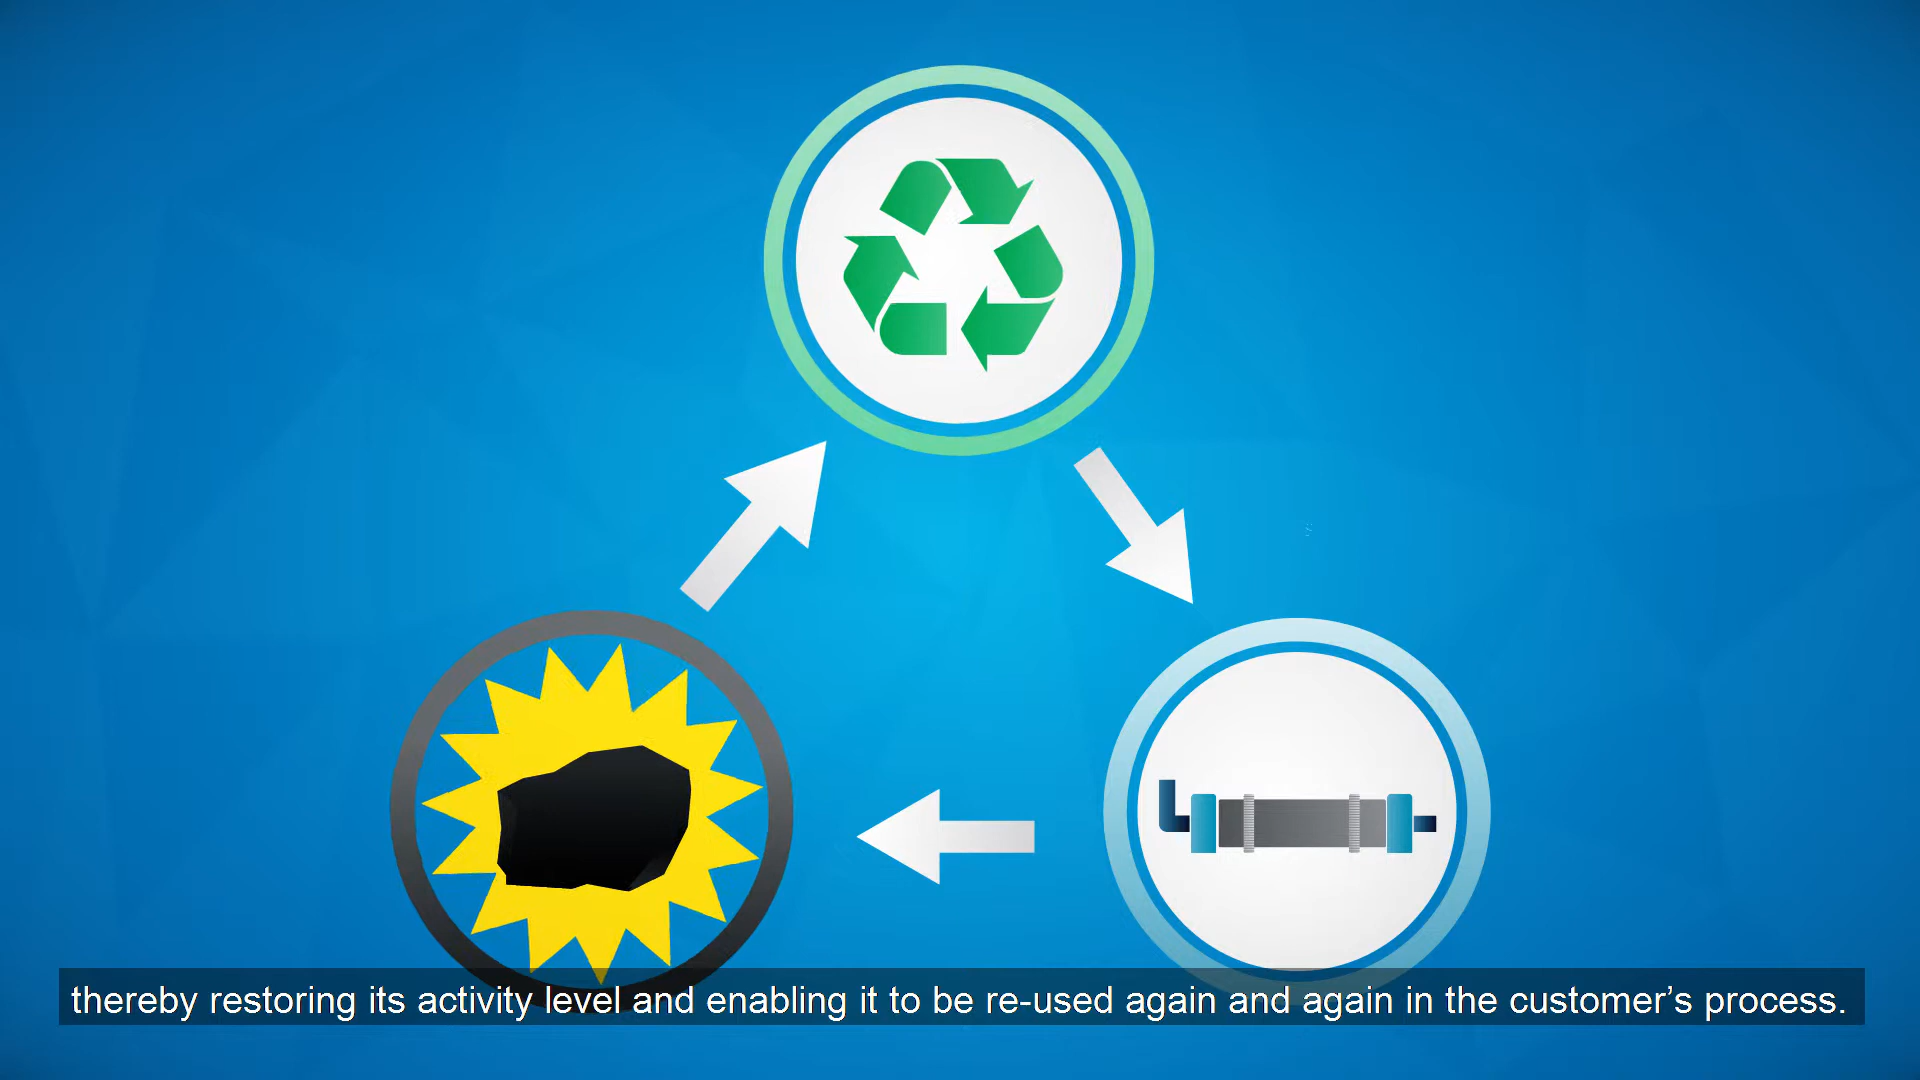 thereby restoring its activity level and enabling it to be re-used again and again in the customer’s process.